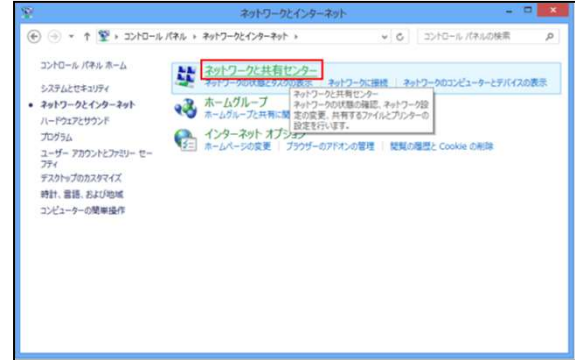 ネットワークとインターネット
コントロール パネル ▸ ネットワークとインターネット ▸
コントロール パネルの検索
コントロール パネル ホーム
システムとセキュリティ
ネットワークとインターネット
ハードウェアとサウンド
プログラム
ユーザー アカウントとファミリー セー
フティ
デスクトップのカスタマイズ
時計、言語、および地域
コンピューターの簡単操作
ネットワークと共有センター
ネットワークの状態とタスクの表示 ネットワークに接続 ネットワークのコンピューターとデバイスの表示
ネットワークと共有センター
ネットワークの状態の確認、ネットワーク設
定の変更、共有するファイルとプリンターの
設定を行います。
ホームグループ
ホームグループと共有に関
インターネット オプション
ホームページの変更 ブラウザーのアドオンの管理 閲覧の履歴と Cookie の削除